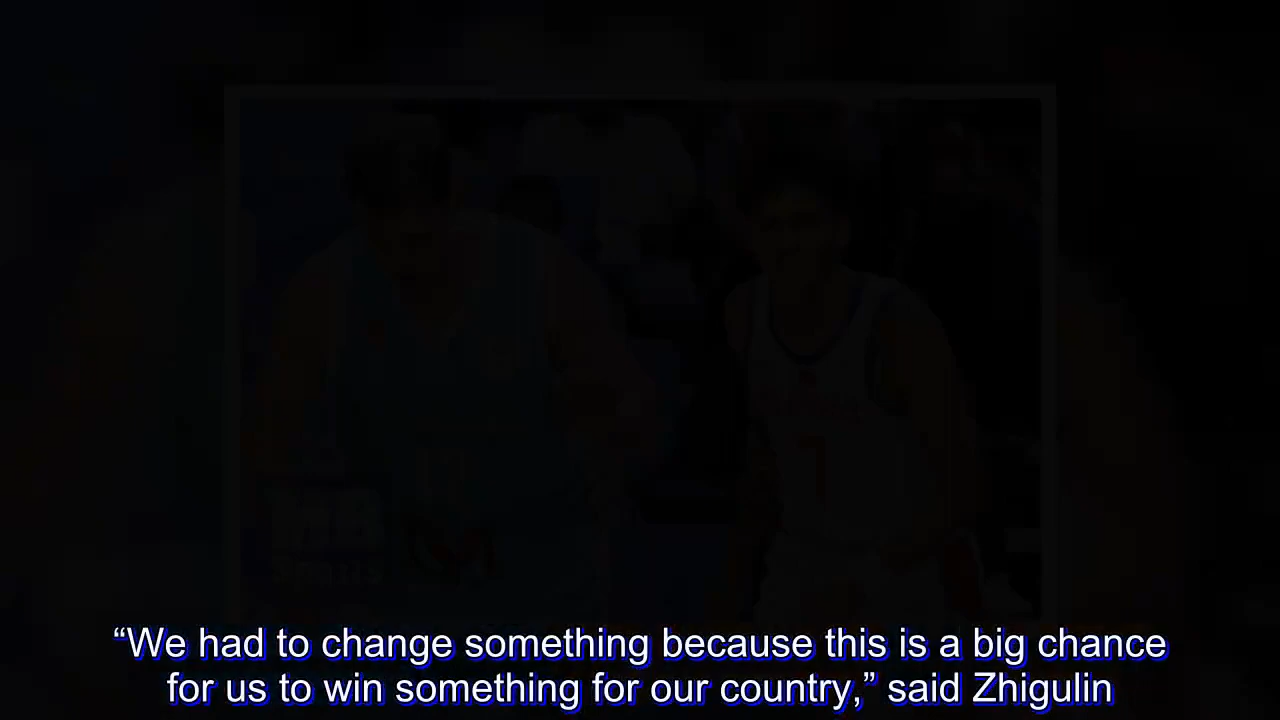 “We had to change something because this is a big chance
for us to win something for our country,” said Zhigulin